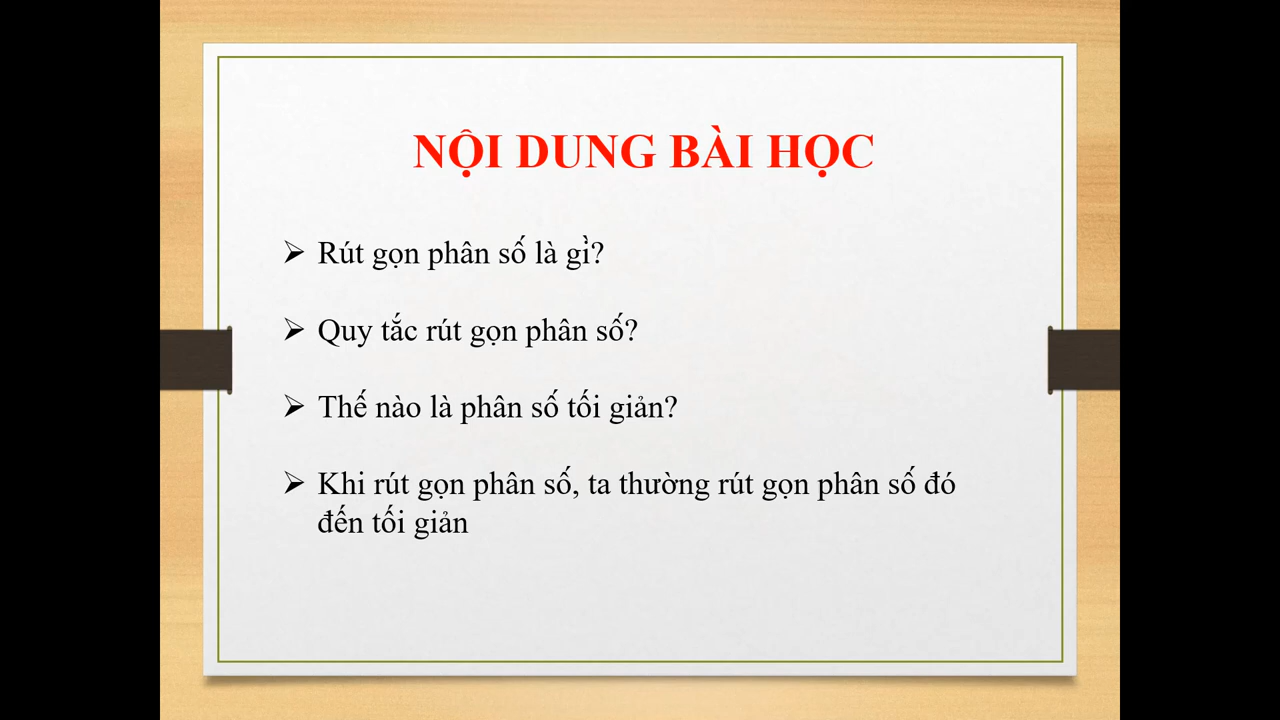 NỘI DUNG BÀI HỌC
➢ Rút gọn phân số là gì?
➢ Quy tắc rút gọn phân số?
➢ Thế nào là phân số tối giản?
➢ Khi rút gọn phân số, ta thường rút gọn phân số đó
đến tối giản